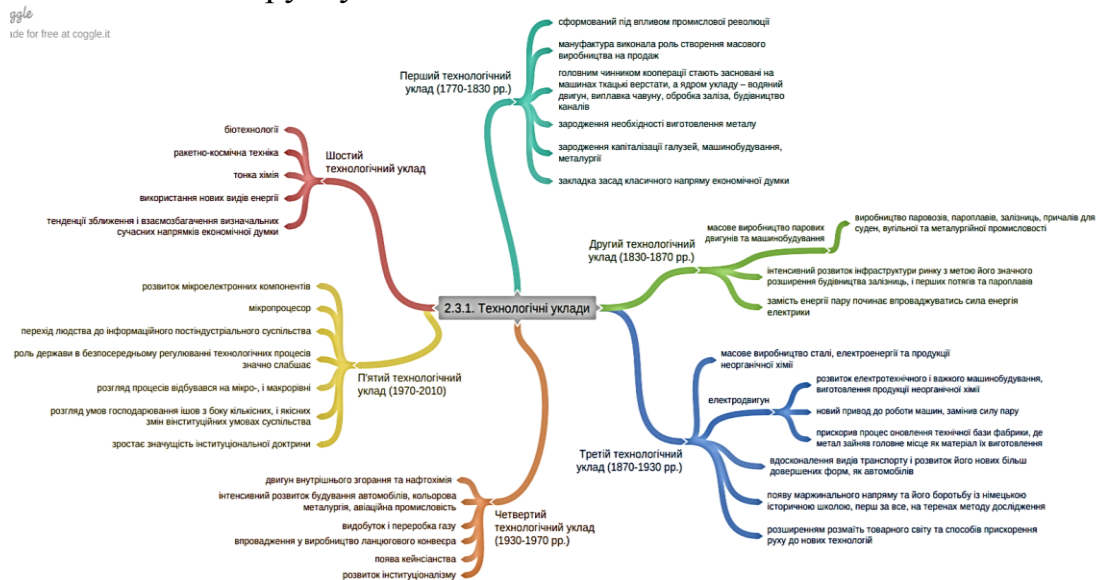 ggle
ade for free at coggle.it
2.3.1. Технологічні уклади
Перший технологічний
уклад (1770-1830 рр.)
сформований під впливом промислової революції
мануфактура виконала роль створення масового
виробництва на продаж
головним чинником кооперації стають засновані на
машинах ткацькі верстати, а ядром укладу – водяний
двигун, виплавка чавуну, обробка заліза, будівництво
каналів
зародження необхідності виготовлення металу
зародження капіталізації галузей, машинобудування,
металургії
закладка засад класичного напряму економічної думки
Другий технологічний
уклад (1830-1870 рр.)
масове виробництво парових
двигунів та машинобудування
виробництво паровозів, пароплавів, залізниць, причалів для
суден, вугільної та металургійної промисловості
інтенсивний розвиток інфраструктури ринку з метою його значного
розширення будівництва залізниць, і перших потягів та пароплавів
замість енергії пару починає впроваджуватись сила енергія
електрики
Третій технологічний
уклад (1870-1930 рр.)
масове виробництво сталі, електроенергії та продукції
неорганічної хімії
електродвигун
розвиток електротехнічного і важкого машинобудування,
виготовлення продукції неорганічної хімії
новий привод до роботи машин, замінив силу пару
прискорив процес оновлення технічної бази фабрики, де
метал зайняв головне місце як матеріал їх виготовлення
вдосконалення видів транспорту і розвиток його нових більш
довершених форм, як автомобілів
появу маржинального напряму та його боротьбу із німецькою
історичною школою, перш за все, на теренах методу дослідження
розширенням розмаїть товарного світу та способів прискорення
руху до нових технологій
Четвертий
технологічний уклад
(1930-1970 рр.)
двигун внутрішнього згорання та нафтохімія
інтенсивний розвиток будування автомобілів, кольорова
металургія, авіаційна промисловість
видобуток і переробка газу
впровадження у виробництво ланцюгового конвеєра
поява кейнсіанства
розвиток інституціоналізму
П'ятий технологічний
уклад (1970-2010)
розвиток мікроелектронних компонентів
мікропроцесор
перехід людства до інформаційного постіндустріального суспільства
роль держави в безпосередньому регулюванні технологічних процесів
значно слабшає
розгляд процесів відбувався на мікро-, і макрорівні
розгляд умов господарювання ішов з боку кількісних, і якісних
змін вінституційних умовах суспільства
зростає значущість інституціональної доктрини
Шостий
технологічний уклад
біотехнології
ракетно-космічна техніка
тонка хімія
використання нових видів енергії
тенденції зближення і взаємозбагачення визначальних
сучасних напрямків економічної думки